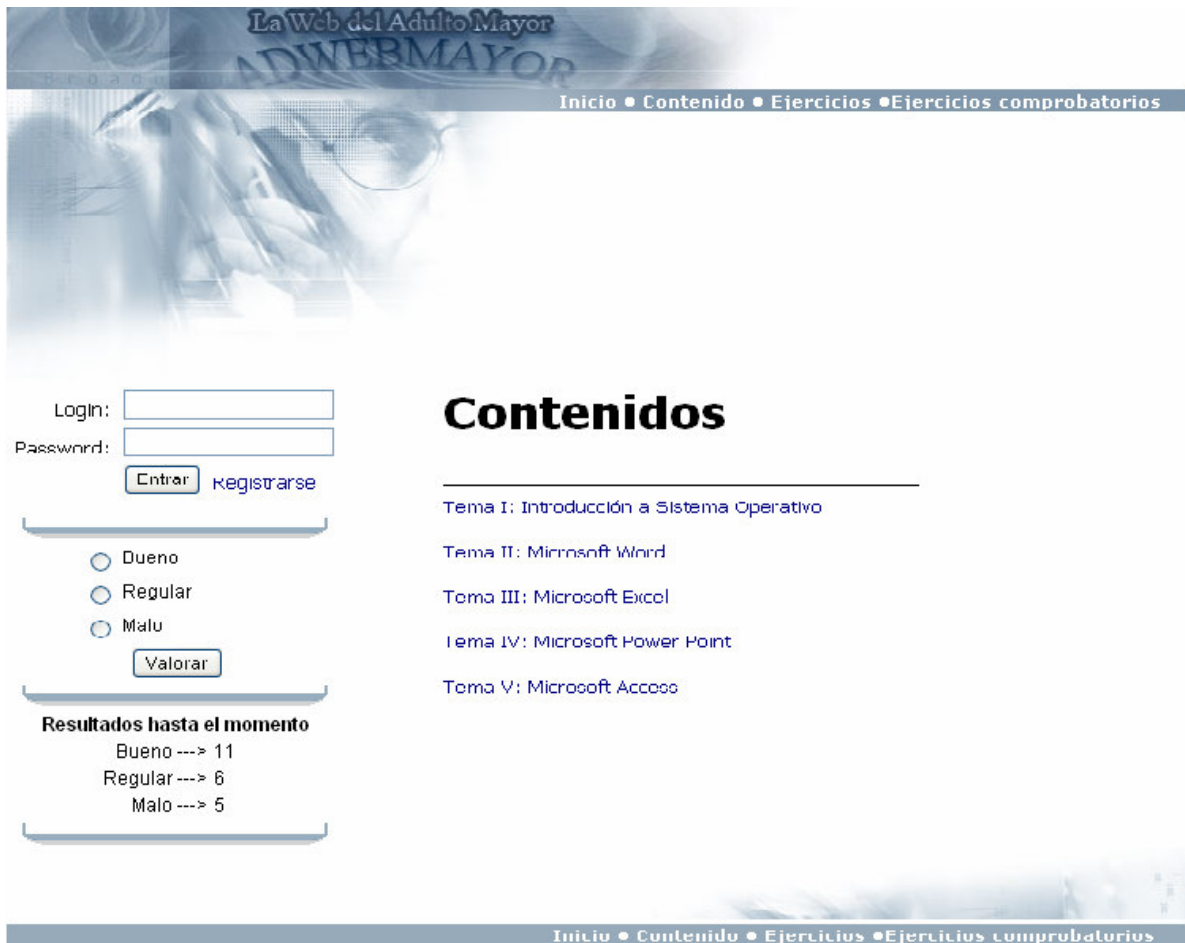 La Web del Adulto Mayor
ADWEBMAYOR
Inicio ● Contenido ● Ejercicios ●Ejercicios comprobatorios
Login:
Password:
Entrar Registrarse
Contenidos
Tema I: Introducción a Sistema Operativo
Tema II: Microsoft Word
Tema III: Microsoft Excel
Tema IV: Microsoft Power Point
Tema V: Microsoft Access
Bueno
Regular
Malo
Valorar
Resultados hasta el momento
Bueno ---> 11
Regular ---> 6
Malo ---> 5
Inicio ● Contenido ● Ejercicios ●Ejercicios comprobatorios